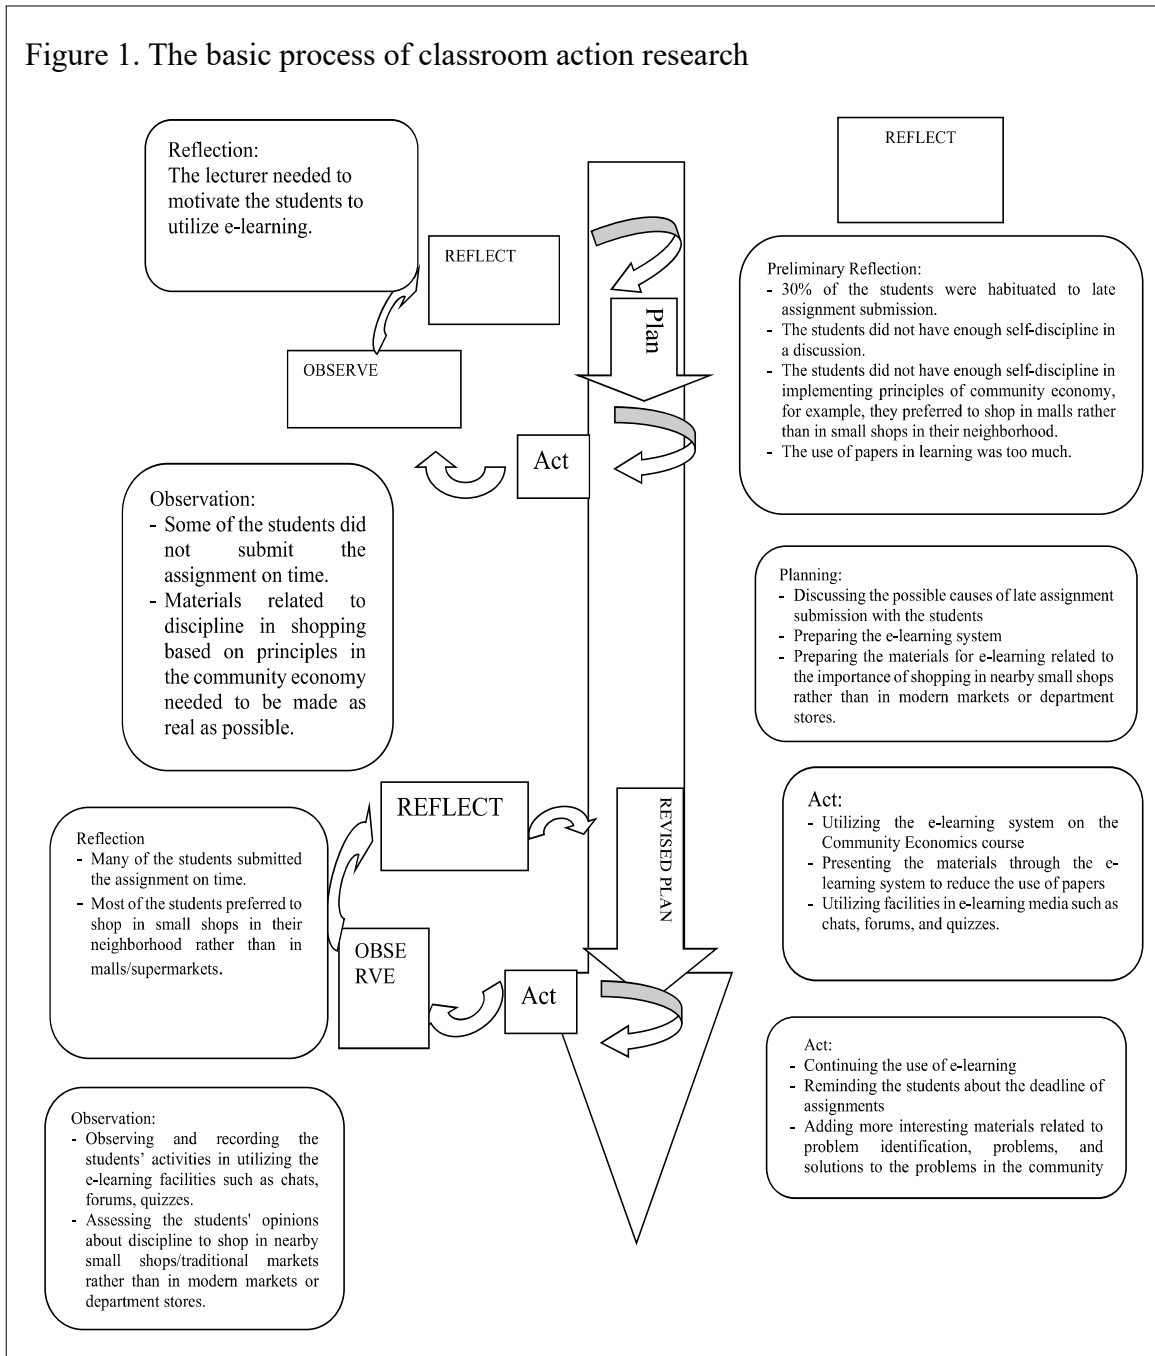 Figure 1. The basic process of classroom action research
REFLECT
Reflection:
The lecturer needed to
motivate the students to
utilize e-learning.
REFLECT
OBSERVE
Plan
Act
Preliminary Reflection:
- 30% of the students were habituated to late
assignment submission.
- The students did not have enough self-discipline in
a discussion.
- The students did not have enough self-discipline in
implementing principles of community economy,
for example, they preferred to shop in malls rather
than in small shops in their neighborhood.
- The use of papers in learning was too much.
Observation:
- Some of the students did
not submit the
assignment on time.
- Materials related to
discipline in shopping
based on principles in
the community economy
needed to be made as
real as possible.
Planning:
- Discussing the possible causes of late assignment
submission with the students
- Preparing the e-learning system
- Preparing the materials for e-learning related to
the importance of shopping in nearby small shops
rather than in modern markets or department
stores.
REFLECT
REVISED PLAN
Act:
- Utilizing the e-learning system on the
Community Economics course
- Presenting the materials through the e-
learning system to reduce the use of papers
- Utilizing facilities in e-learning media such as
chats, forums, and quizzes.
Reflection
- Many of the students submitted
the assignment on time.
- Most of the students preferred to
shop in small shops in their
neighborhood rather than in
malls/supermarkets.
OBSE
RVE
Act
Act:
- Continuing the use of e-learning
- Reminding the students about the deadline of
assignments
- Adding more interesting materials related to
problem identification, problems, and
solutions to the problems in the community
Observation:
- Observing and recording the
students' activities in utilizing the
e-learning facilities such as chats,
forums, quizzes.
- Assessing the students' opinions
about discipline to shop in nearby
small shops/traditional markets
rather than in modern markets or
department stores.